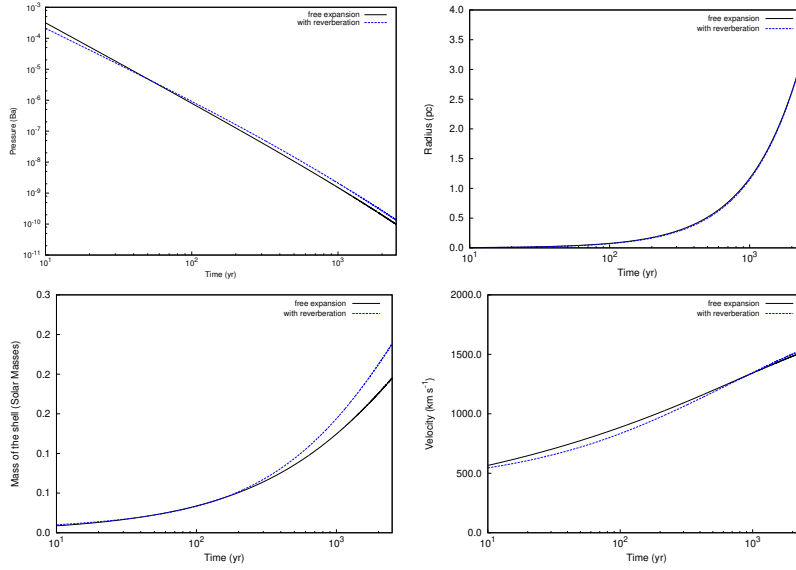 free expansion
with reverberation
10^-3
10^-4
10^-5
10^-6
10^-7
10^-8
10^-9
10^-10
10^-11
Pressure (Ba)
10^1
10^2
10^3
Time (yr)
free expansion
with reverberation
4.0
3.5
3.0
2.5
2.0
1.5
1.0
0.5
0.0
Radius (pc)
10^1
10^2
10^3
Time (yr)
free expansion
with reverberation
0.3
0.2
0.2
0.2
0.1
0.1
0.0
Mass of the shell (Solar Masses)
10^1
10^2
10^3
Time (yr)
free expansion
with reverberation
2000.0
1500.0
1000.0
500.0
0.0
Velocity (km s^-1)
10^1
10^2
10^3
Time (yr)